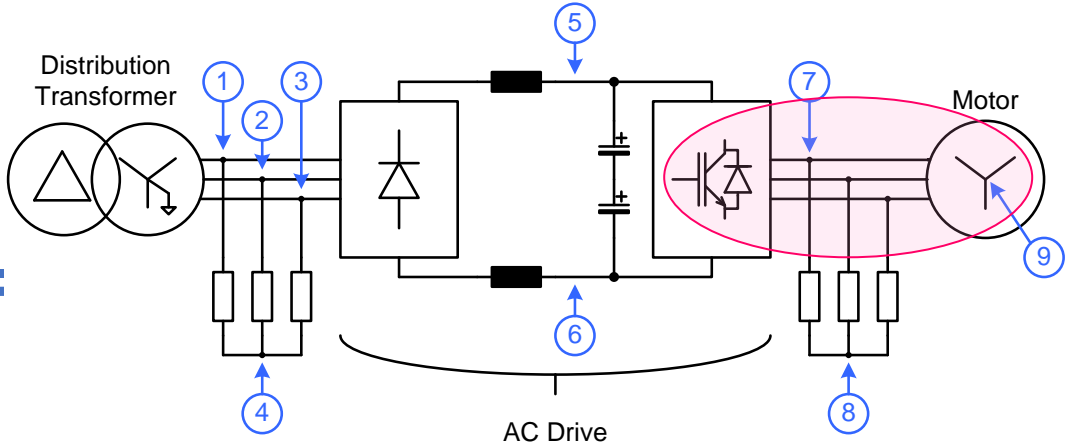 5
Distribution
Transformer
1
3
7
Motor
2
+
+
9
6
4
8
AC Drive